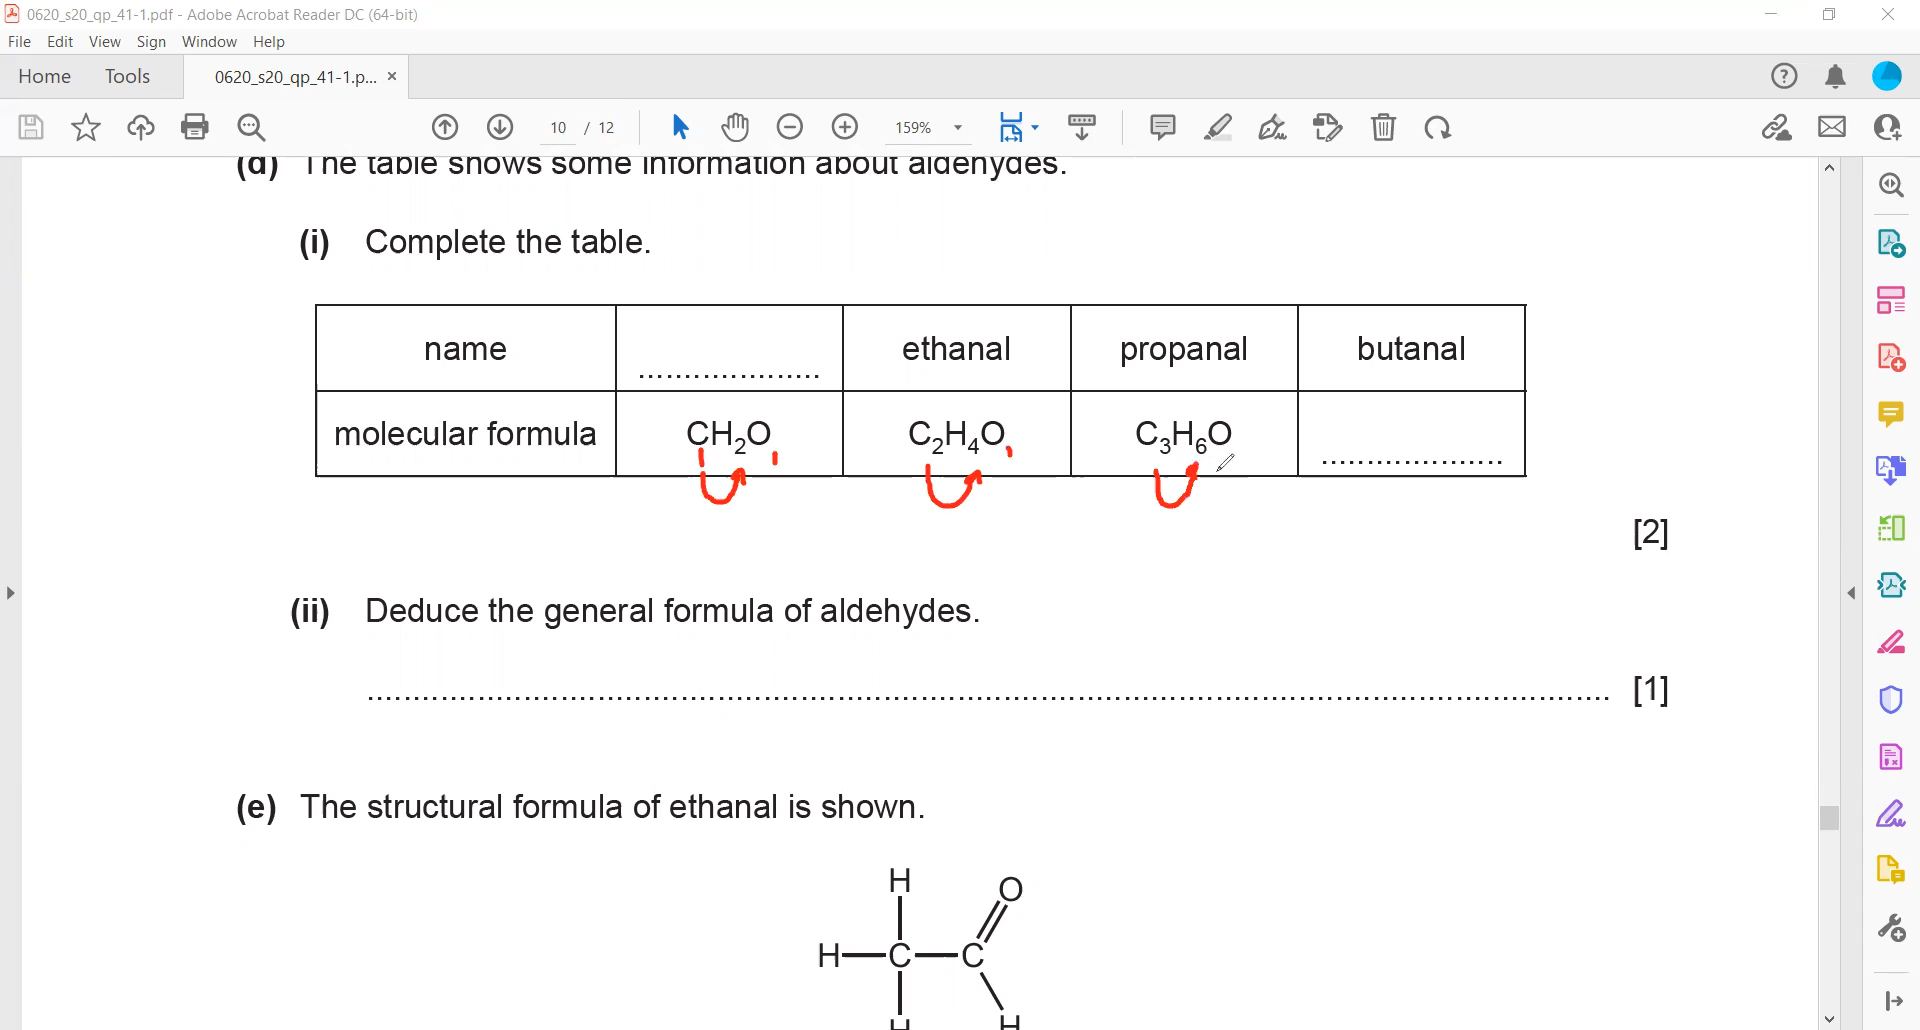 0620_s20_qp_41-1.pdf - Adobe Acrobat Reader DC (64-bit)
File Edit View Sign Window Help
Home Tools 0620_s20_qp_41-1.p... ×
10 / 12 159%
(d) The table shows some information about aldehydes.
(i) Complete the table.
name .................... ethanal propanal butanal
molecular formula CH₂O C₂H₄O C₃H₆O ....................
[2]
(ii) Deduce the general formula of aldehydes.
.......................................................................................................... [1]
(e) The structural formula of ethanal is shown.
H O
H C C
H H